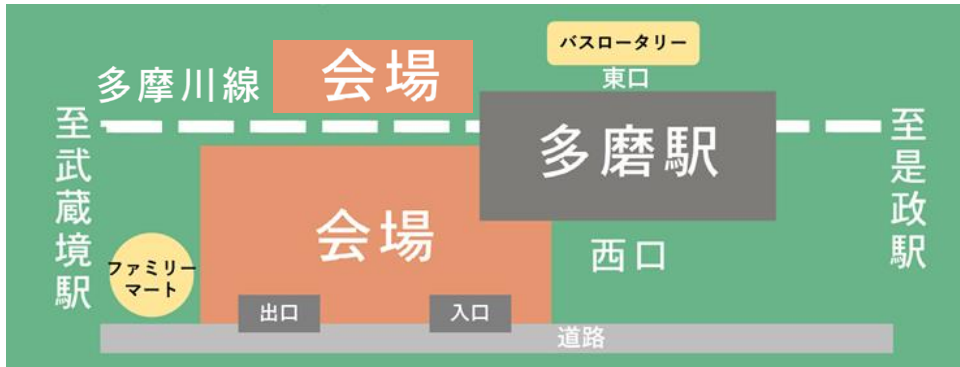 バスロータリー
東口
多摩川線
会場
至武蔵境駅
多磨駅
至是政駅
会場
西口
ファミリー
マート
出口
入口
道路